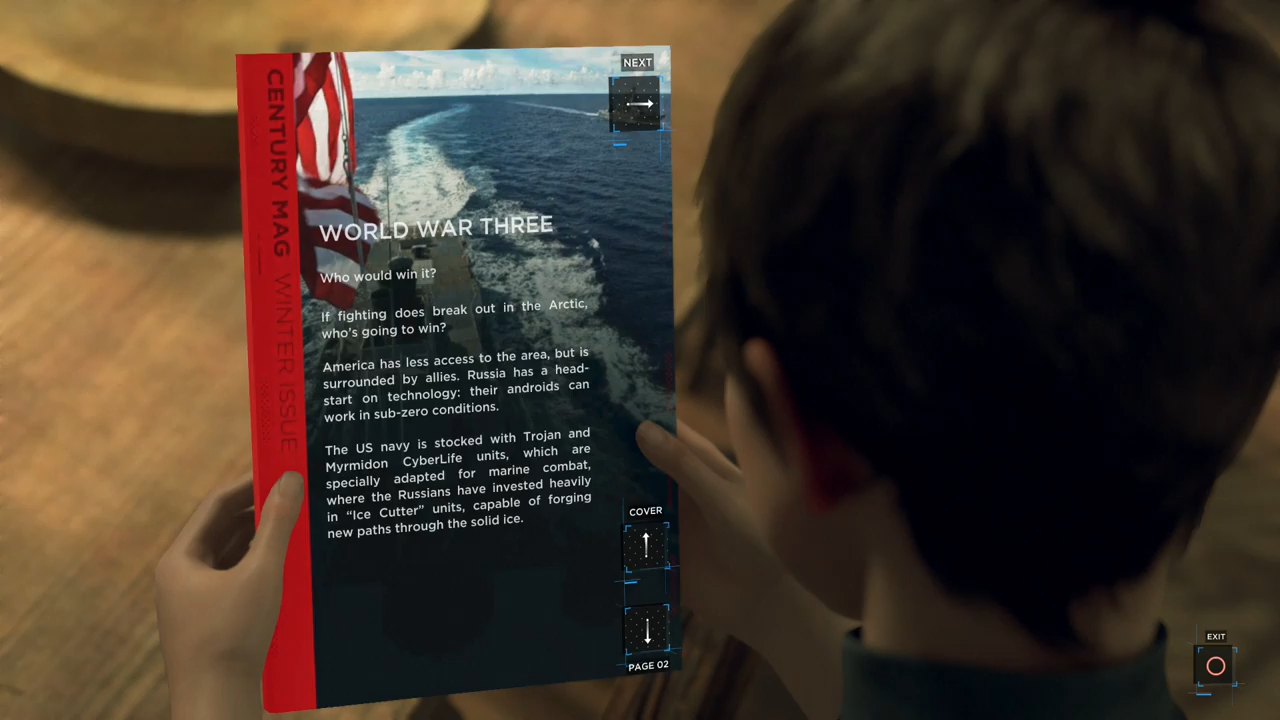 CENTURY MAG WINTER ISSUE
NEXT
WORLD WAR THREE
Who would win it?
If fighting does break out in the Arctic,
who's going to win?
America has less access to the area, but is
surrounded by allies. Russia has a head-
start on technology: their androids can
work in sub-zero conditions.
The US navy is stocked with Trojan and
Myrmidon CyberLife units, which are
specially adapted for marine combat,
where the Russians have invested heavily
in “Ice Cutter” units, capable of forging
new paths through the solid ice.
COVER
PAGE 02
EXIT